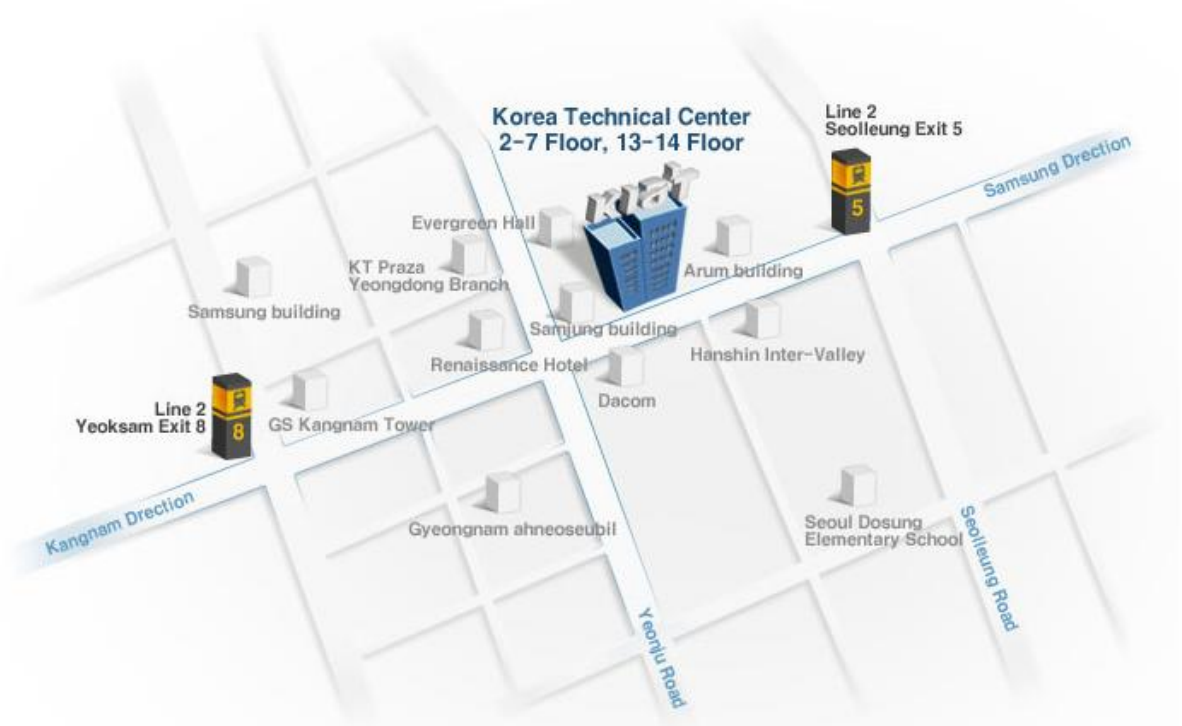 Korea Technical Center
2-7 Floor, 13-14 Floor
Line 2
Seolleung Exit 5
Samsung Drection
KIAT
5
Evergreen Hall
KT Praza
Yeongdong Branch
Arum building
Samsung building
Samjung building
Hanshin Inter-Valley
Renaissance Hotel
Dacom
Line 2
Yeoksam Exit 8
8
GS Kangnam Tower
Kangnam Drection
Gyeongnam ahneoseubil
Seoul Dosung
Elementary School
Seolleung Road
Yeonju Road